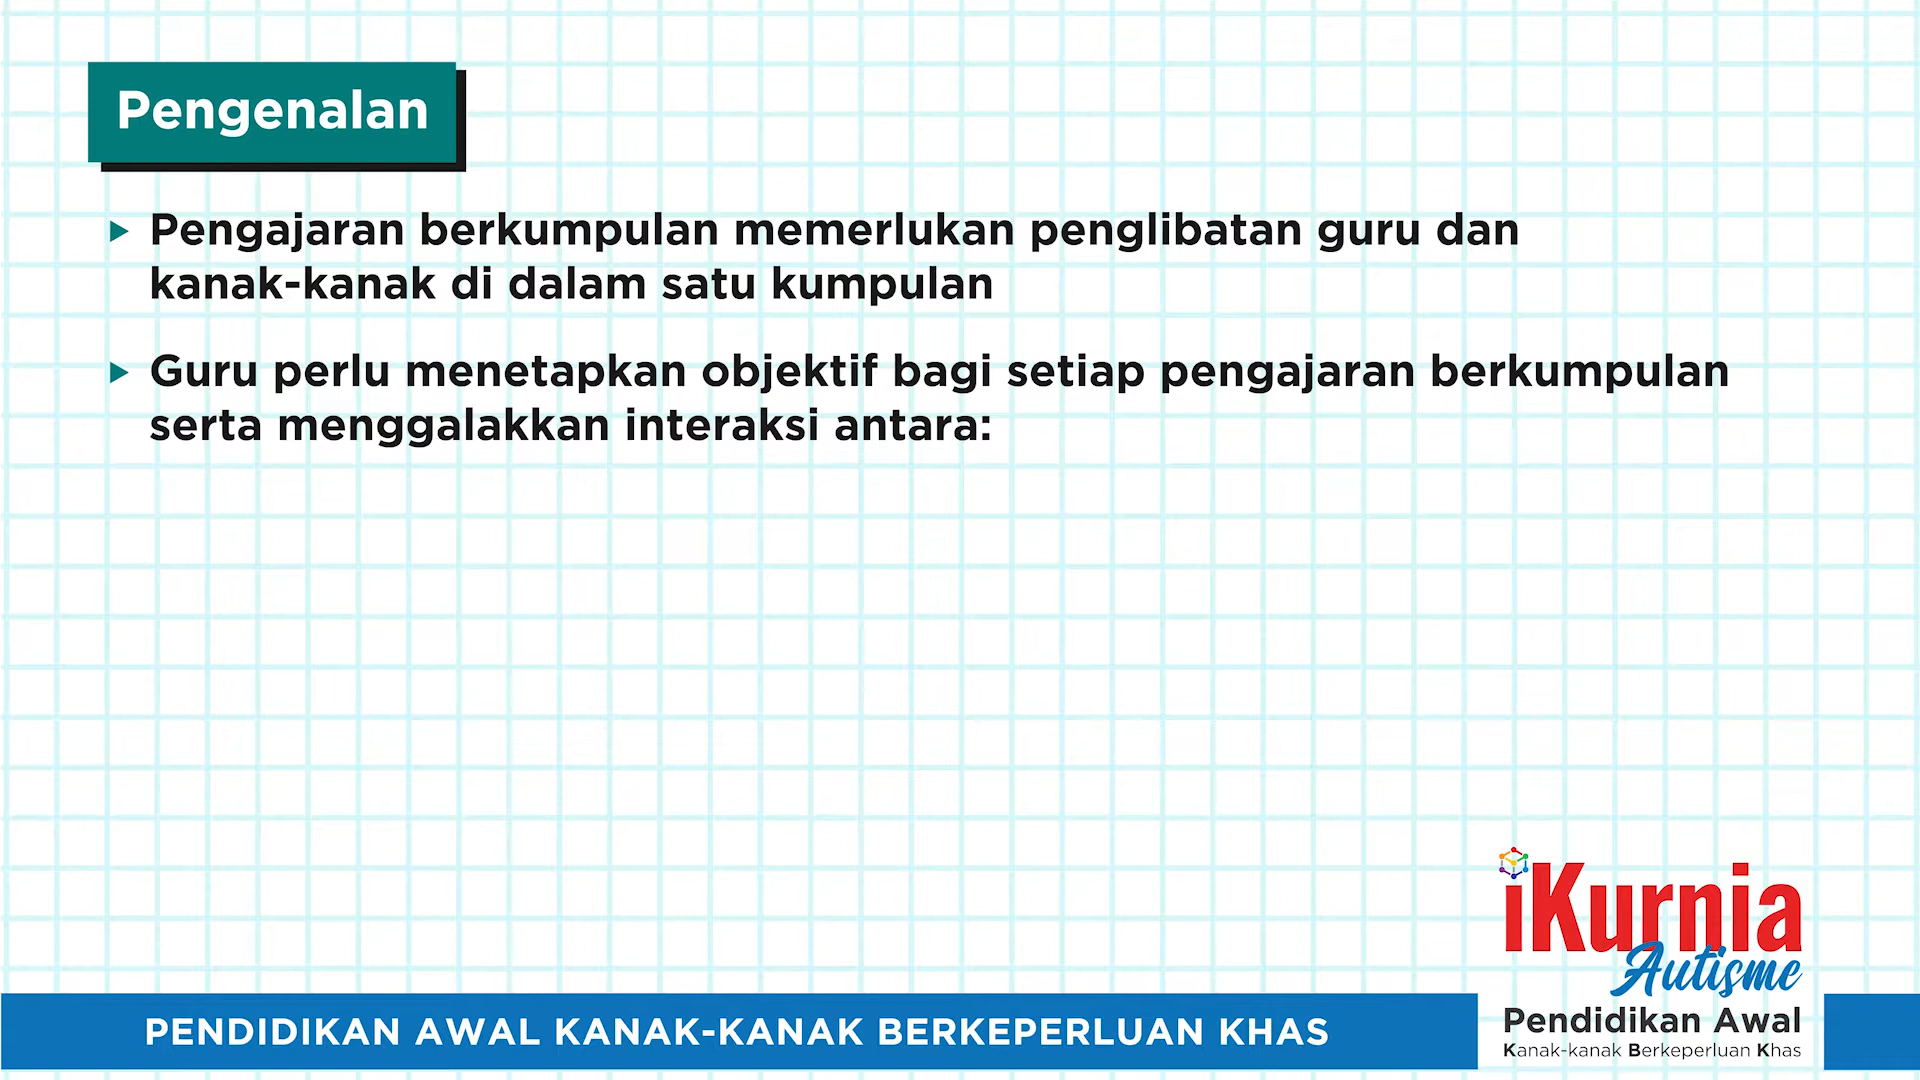 Pengenalan
Pengajaran berkumpulan memerlukan penglibatan guru dan
kanak-kanak di dalam satu kumpulan
Guru perlu menetapkan objektif bagi setiap pengajaran berkumpulan
serta menggalakkan interaksi antara:
PENDIDIKAN AWAL KANAK-KANAK BERKEPERLUAN KHAS
iKurnia
Autisme
Pendidikan Awal
Kanak-kanak Berkeperluan Khas